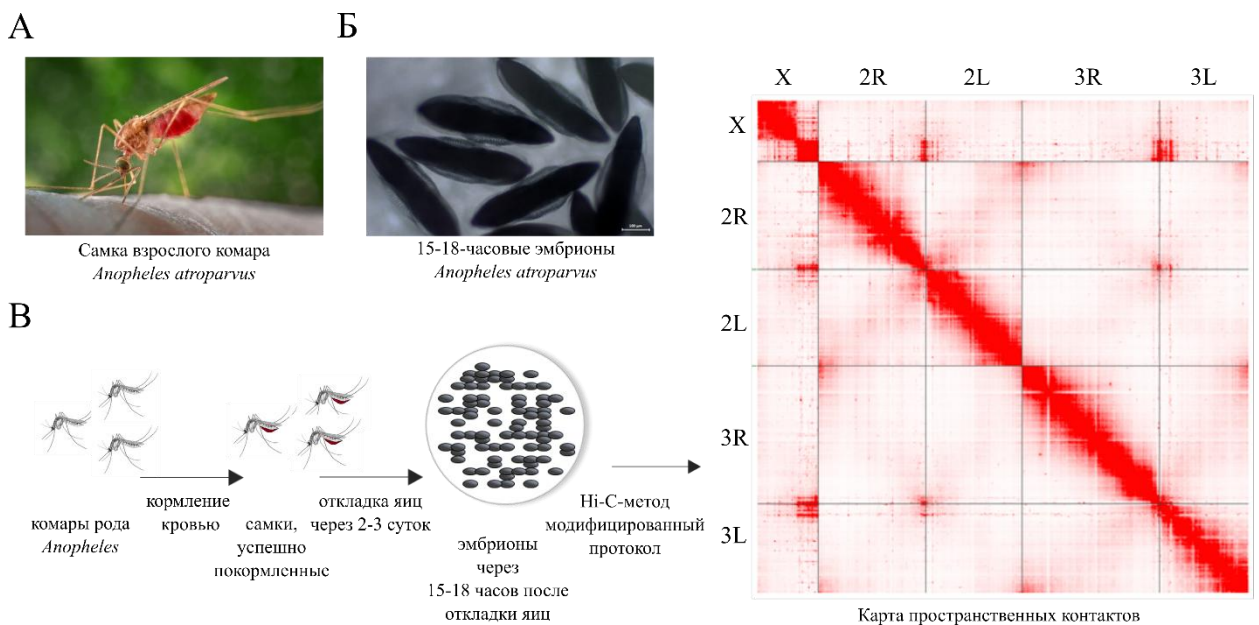 А
Б
Самка взрослого комара
Anopheles atroparvus
15-18-часовые эмбрионы
Anopheles atroparvus
В
комары рода
Anopheles
кормление
кровью
самки,
успешно
покормленные
откладка яиц
через 2-3 суток
эмбрионы
через
15-18 часов после
откладки яиц
Hi-C-метод
модифицированный
протокол
X 2R 2L 3R 3L
X
2R
2L
3R
3L
Карта пространственных контактов